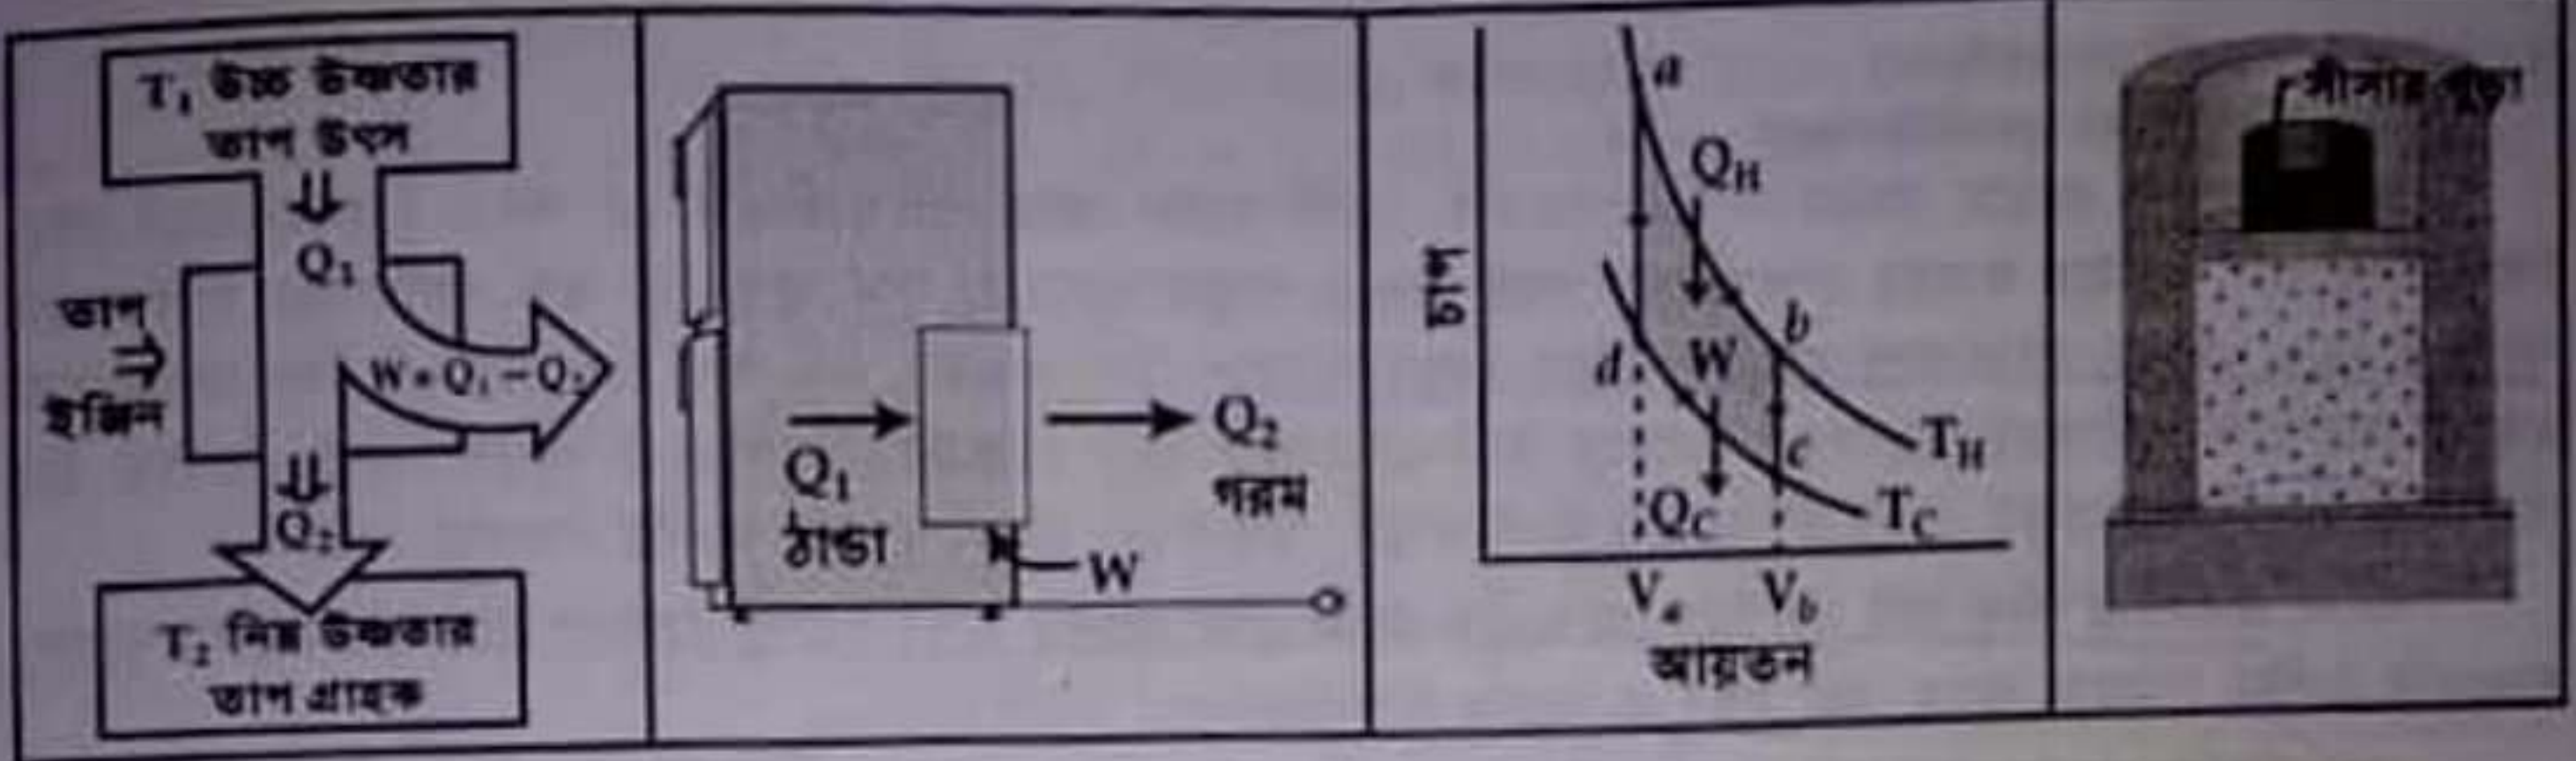 T₁ উচ্চ উষ্ণতার
তাপ উৎস
Q₁
তাপ
ইঞ্জিন
W = Q₁ − Q₂
Q₂
T₂ নিম্ন উষ্ণতার
তাপ গ্রাহক
Q₁
ঠান্ডা
Q₂
গরম
W
চাপ
a
Q_H
b
W
d
c
T_H
Q_C
T_C
V_a V_b
আয়তন
সীসার গুড়া